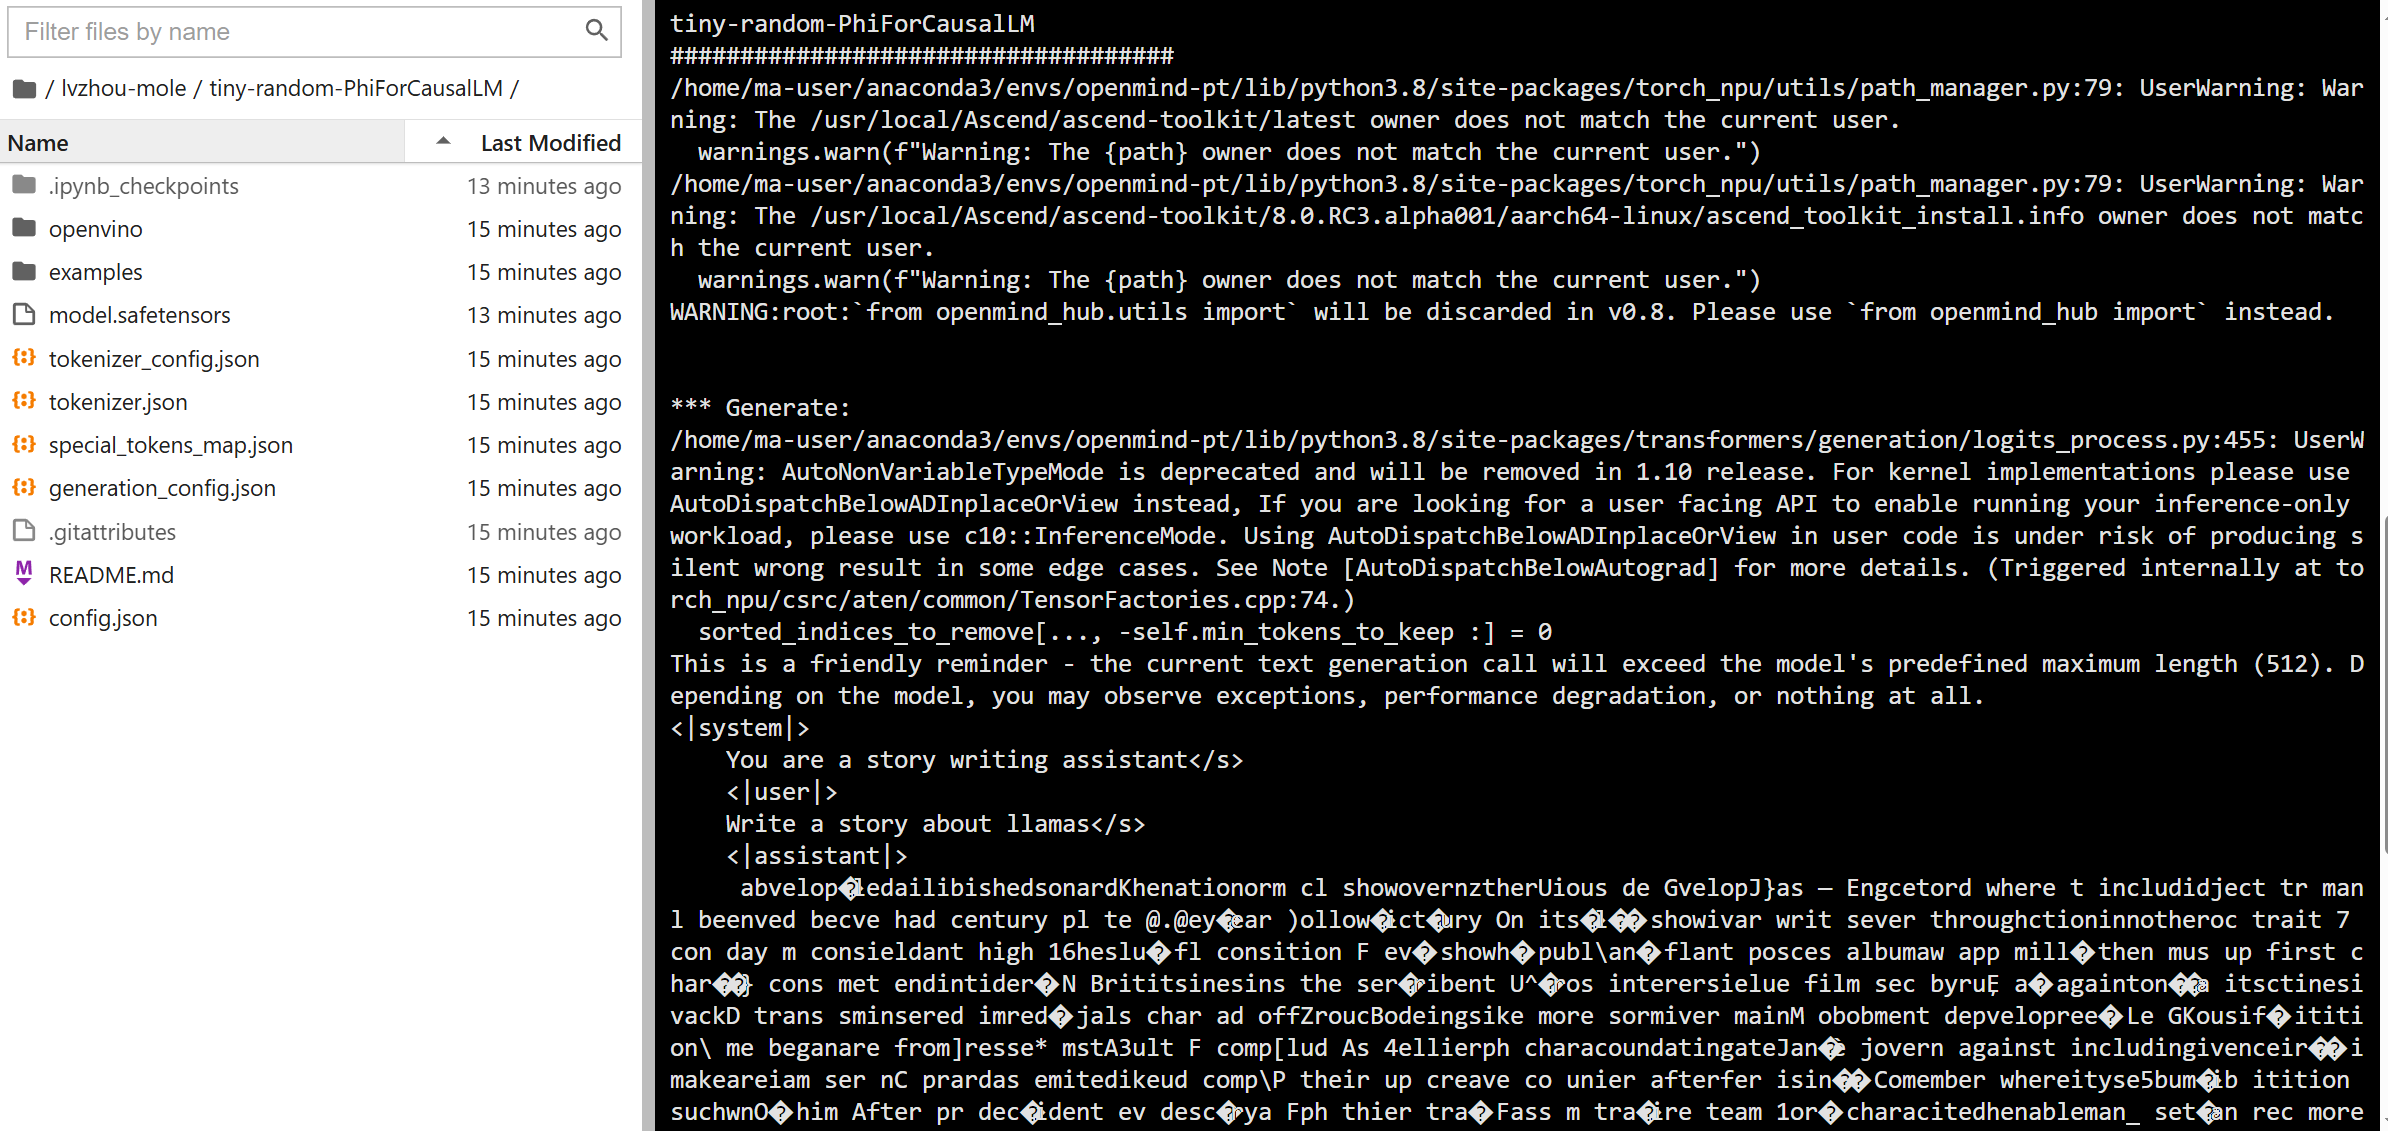 Filter files by name
/ lvzhou-mole / tiny-random-PhiForCausalLM /
Name Last Modified
.ipynb_checkpoints 13 minutes ago
openvino 15 minutes ago
examples 15 minutes ago
model.safetensors 13 minutes ago
tokenizer_config.json 15 minutes ago
tokenizer.json 15 minutes ago
special_tokens_map.json 15 minutes ago
generation_config.json 15 minutes ago
.gitattributes 15 minutes ago
README.md 15 minutes ago
config.json 15 minutes ago
tiny-random-PhiForCausalLM
####################################
/home/ma-user/anaconda3/envs/openmind-pt/lib/python3.8/site-packages/torch_npu/utils/path_manager.py:79: UserWarning: War
ning: The /usr/local/Ascend/ascend-toolkit/latest owner does not match the current user.
warnings.warn(f"Warning: The {path} owner does not match the current user.")
/home/ma-user/anaconda3/envs/openmind-pt/lib/python3.8/site-packages/torch_npu/utils/path_manager.py:79: UserWarning: War
ning: The /usr/local/Ascend/ascend-toolkit/8.0.RC3.alpha001/aarch64-linux/ascend_toolkit_install.info owner does not matc
h the current user.
warnings.warn(f"Warning: The {path} owner does not match the current user.")
WARNING:root:`from openmind_hub.utils import` will be discarded in v0.8. Please use `from openmind_hub import` instead.
*** Generate:
/home/ma-user/anaconda3/envs/openmind-pt/lib/python3.8/site-packages/transformers/generation/logits_process.py:455: UserW
arning: AutoNonVariableTypeMode is deprecated and will be removed in 1.10 release. For kernel implementations please use
AutoDispatchBelowADInplaceOrView instead, If you are looking for a user facing API to enable running your inference-only
workload, please use c10::InferenceMode. Using AutoDispatchBelowADInplaceOrView in user code is under risk of producing s
ilent wrong result in some edge cases. See Note [AutoDispatchBelowAutograd] for more details. (Triggered internally at to
rch_npu/csrc/aten/common/TensorFactories.cpp:74.)
sorted_indices_to_remove[..., -self.min_tokens_to_keep :] = 0
This is a friendly reminder - the current text generation call will exceed the model's predefined maximum length (512). D
epending on the model, you may observe exceptions, performance degradation, or nothing at all.
<|system|>
You are a story writing assistant</s>
<|user|>
Write a story about llamas</s>
<|assistant|>
abvelop�ledailibishedsonardKhenationorm cl showovernztherUious de GvelopJ}as — Engcetord where t includidject tr man
l beenved becve had century pl te @.@ey�ear )ollow�ict�ury On its�l��showivar writ sever throughctioninnotheroc trait 7
con day m consieldant high 16heslu�fl consition F ev�showh�publ\an�flant posces albumaw app mill�then mus up first c
har��} cons met endintider�N Brititsinesins the ser�ribent U^�ros interersielue film sec byruĘ a�againton��a itsctinesi
vackD trans sminsered imred�jals char ad offZroucBodeingsike more sormiver mainM obobment depvelopree�Le GKousif�ititi
on\ me beganare from]resse* mstA3ult F comp[lud As 4ellierph characoundatingateJan�è jovern against includingivenceir��i
makeareiam ser nC prardas emitedikeud comp\P their up creave co unier afterfer isin��Comember whereityse5bum�ib itition
suchwnO�him After pr dec�ident ev desc�rya Fph thier tra�Fass m tra�ire team 1or�characitedhenableman_ set�an rec more